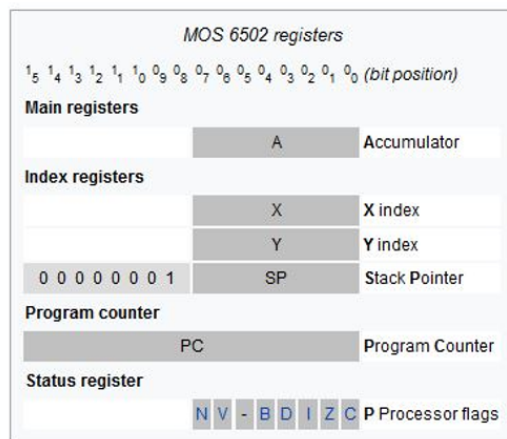 MOS 6502 registers
15 14 13 12 11 10 09 08 07 06 05 04 03 02 01 00 (bit position)
Main registers
A Accumulator
Index registers
X X index
Y Y index
0 0 0 0 0 0 0 1 SP Stack Pointer
Program counter
PC Program Counter
Status register
N V - B D I Z C P Processor flags